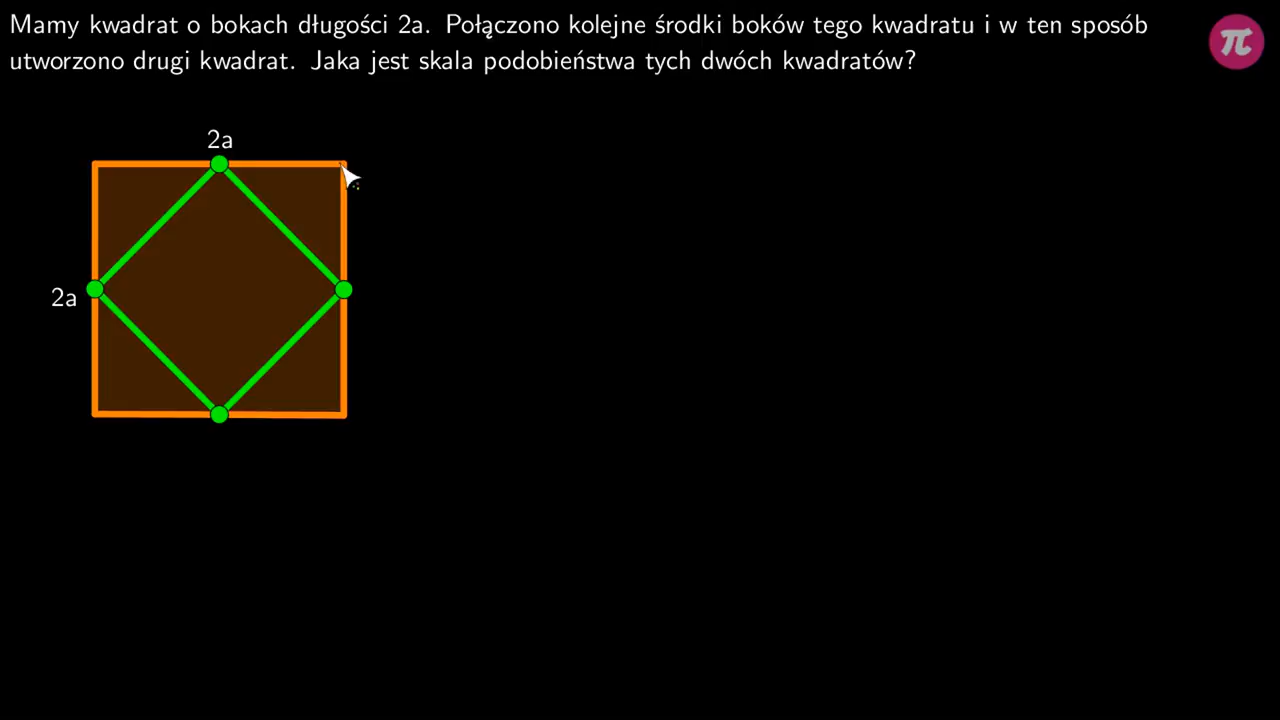 Mamy kwadrat o bokach długości 2a. Połączono kolejne środki boków tego kwadratu i w ten sposób
utworzono drugi kwadrat. Jaka jest skala podobieństwa tych dwóch kwadratów?
π
2a
2a